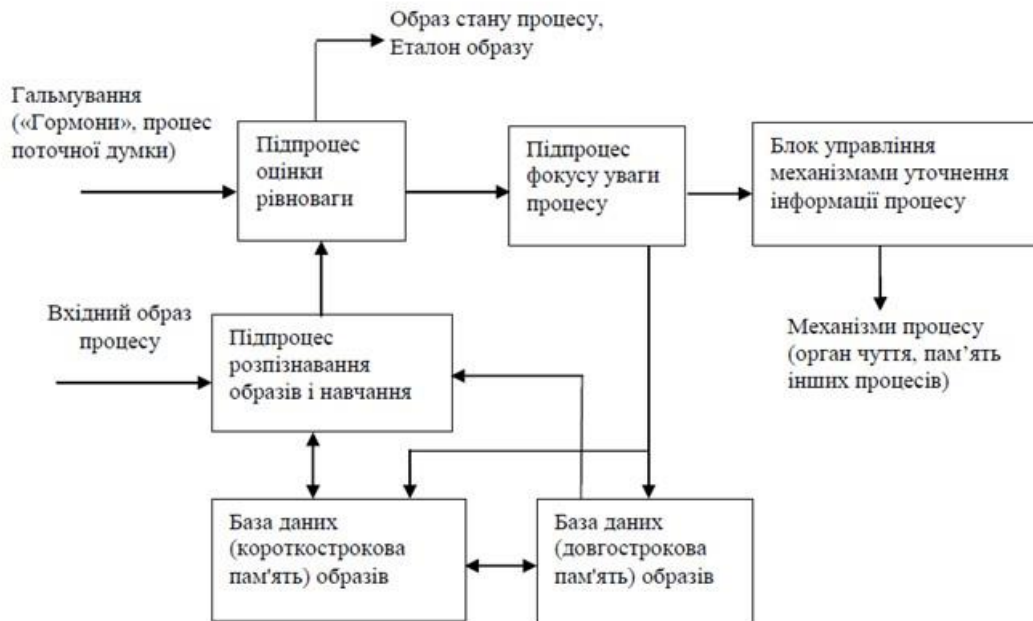 Образ стану процесу,
Еталон образу
Гальмування
(«Гормони», процес
поточної думки)
Підпроцес
оцінки
рівноваги
Підпроцес
фокусу уваги
процесу
Блок управління
механізмами уточнення
інформації процесу
Вхідний образ
процесу
Підпроцес
розпізнавання
образів і навчання
Механізми процесу
(орган чуття, пам’ять
інших процесів)
База даних
(короткострокова
пам'ять) образів
База даних
(довгострокова
пам'ять) образів